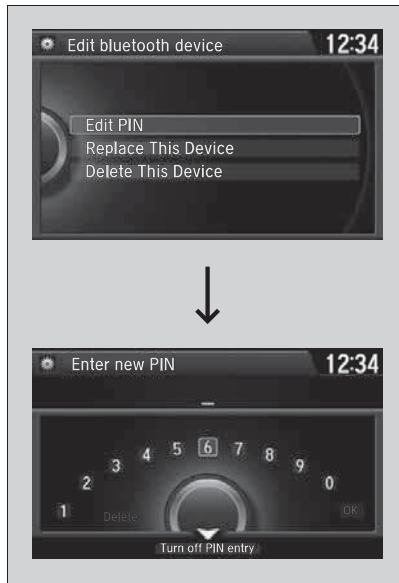 Edit bluetooth device 12:34
Edit PIN
Replace This Device
Delete This Device
Enter new PIN 12:34
1 2 3 4 5 6 7 8 9 0
Delete OK
Turn off PIN entry